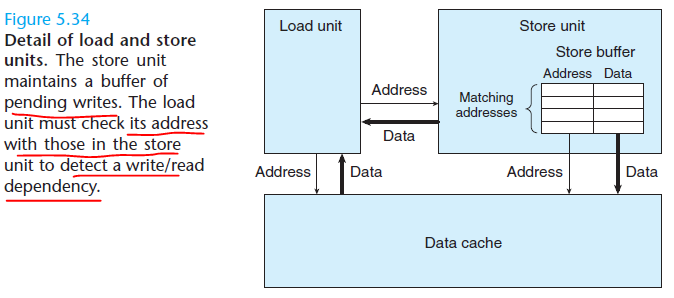 Figure 5.34
Detail of load and store
units. The store unit
maintains a buffer of
pending writes. The load
unit must check its address
with those in the store
unit to detect a write/read
dependency.
Load unit
Store unit
Store buffer
Address Data
Matching
addresses
Address
Data
Address
Data
Address
Data
Data cache